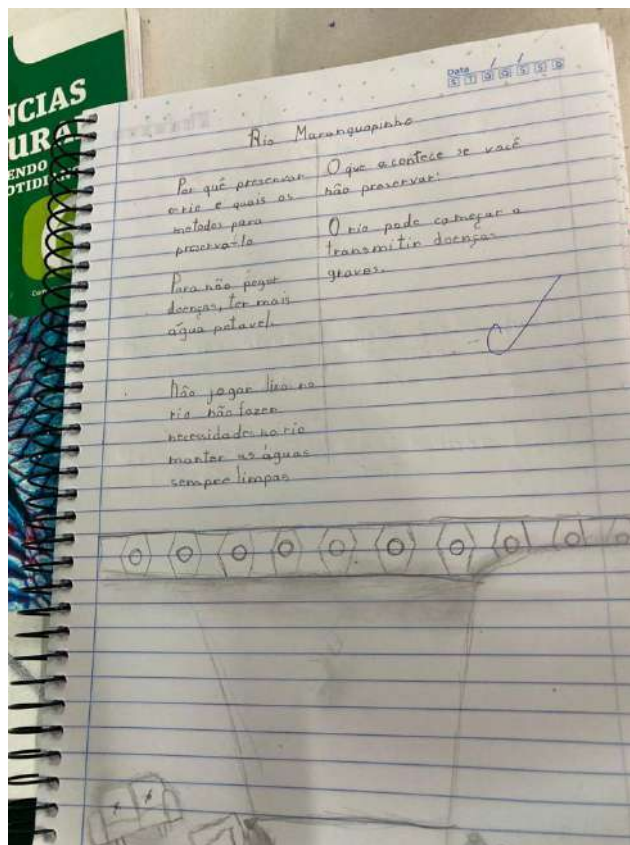 NCIAS
URA
ENDO
OTIDI
Data / /
S T Q Q S S D
Rio Maranguapinho
Por quê preservar
o rio e quais os
metodos para
preserva-lo
Para não pegar
doenças, ter mais
água potavel.
Não jogar lixo no
rio não fazer
necessidade no rio
manter as águas
sempre limpas
O que acontece se você
não preservar:
O rio pode começar a
transmitir doenças
graves.